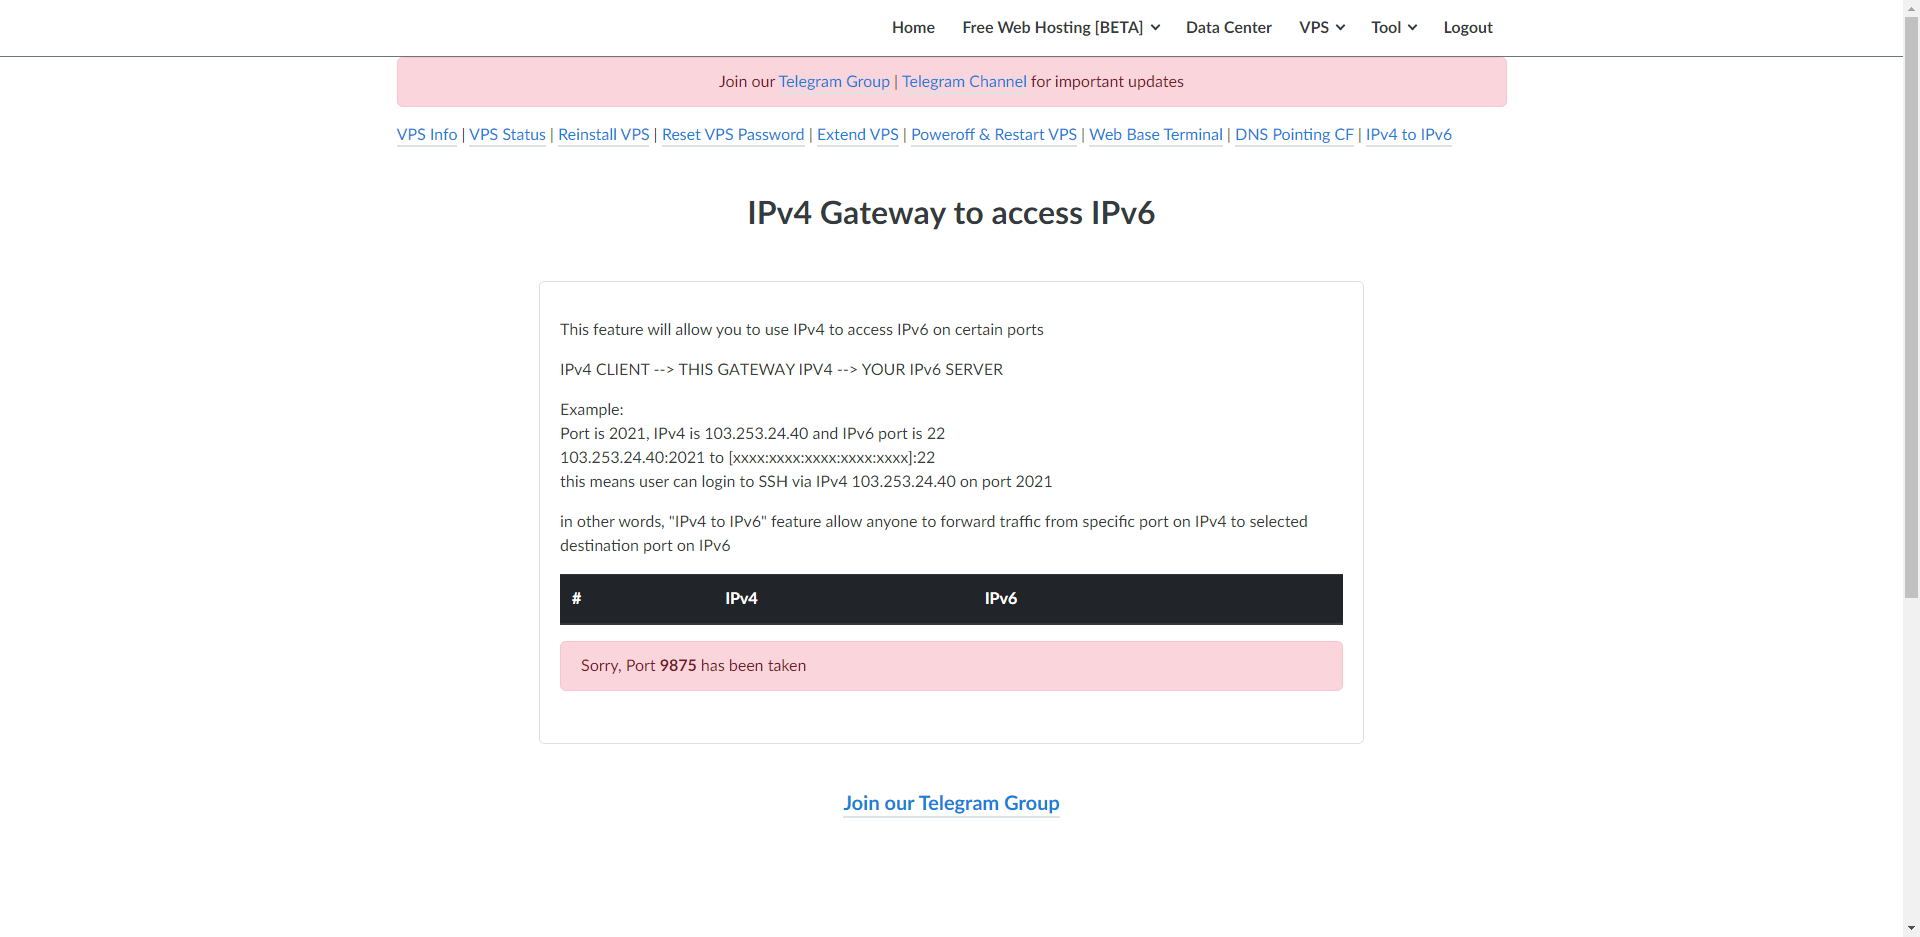 Home Free Web Hosting [BETA] Data Center VPS Tool Logout
Join our Telegram Group | Telegram Channel for important updates
VPS Info | VPS Status | Reinstall VPS | Reset VPS Password | Extend VPS | Poweroff & Restart VPS | Web Base Terminal | DNS Pointing CF | IPv4 to IPv6
IPv4 Gateway to access IPv6
This feature will allow you to use IPv4 to access IPv6 on certain ports
IPv4 CLIENT --> THIS GATEWAY IPV4 --> YOUR IPv6 SERVER
Example:
Port is 2021, IPv4 is 103.253.24.40 and IPv6 port is 22
103.253.24.40:2021 to [xxxx:xxxx:xxxx:xxxx:xxxx]:22
this means user can login to SSH via IPv4 103.253.24.40 on port 2021
in other words, "IPv4 to IPv6" feature allow anyone to forward traffic from specific port on IPv4 to selected
destination port on IPv6
# IPv4 IPv6
Sorry, Port 9875 has been taken
Join our Telegram Group